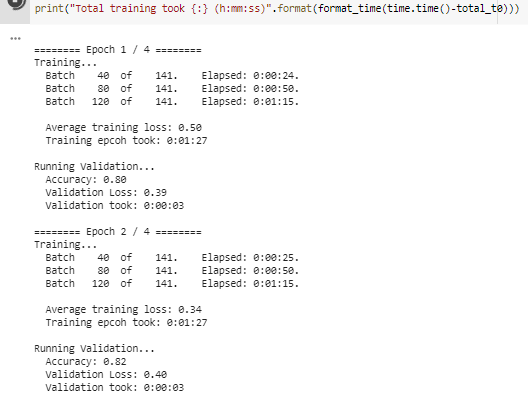 print("Total training took {:} (h:mm:ss)".format(format_time(time.time()-total_t0)))
...
======== Epoch 1 / 4 ========
Training...
  Batch    40  of    141.    Elapsed: 0:00:24.
  Batch    80  of    141.    Elapsed: 0:00:50.
  Batch   120  of    141.    Elapsed: 0:01:15.

  Average training loss: 0.50
  Training epcoh took: 0:01:27

Running Validation...
  Accuracy: 0.80
  Validation Loss: 0.39
  Validation took: 0:00:03

======== Epoch 2 / 4 ========
Training...
  Batch    40  of    141.    Elapsed: 0:00:25.
  Batch    80  of    141.    Elapsed: 0:00:50.
  Batch   120  of    141.    Elapsed: 0:01:15.

  Average training loss: 0.34
  Training epcoh took: 0:01:27

Running Validation...
  Accuracy: 0.82
  Validation Loss: 0.40
  Validation took: 0:00:03